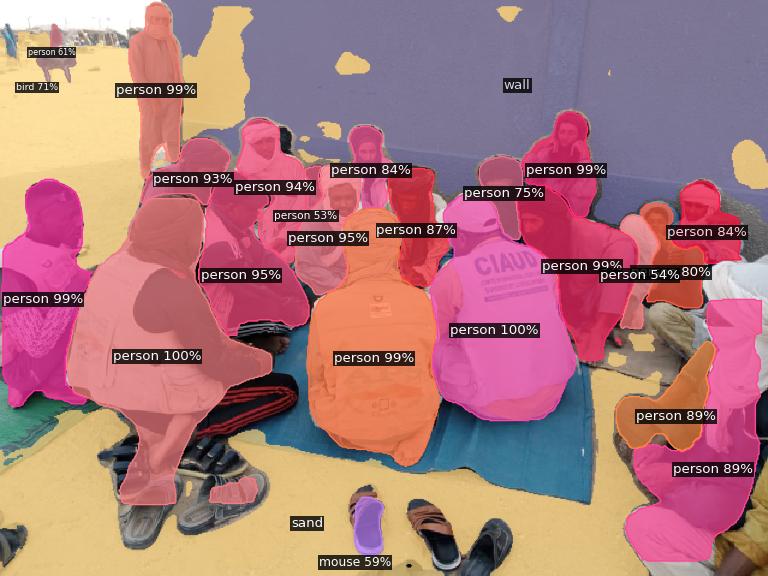 person 61%
bird 71%
person 99%
wall
person 84%
person 99%
person 93%
person 94%
person 75%
person 53%
person 87%
person 84%
person 95%
CIAUD
person 99%
person 95%
person 54%
80%
person 99%
person 100%
person 100%
person 99%
person 89%
person 89%
sand
mouse 59%